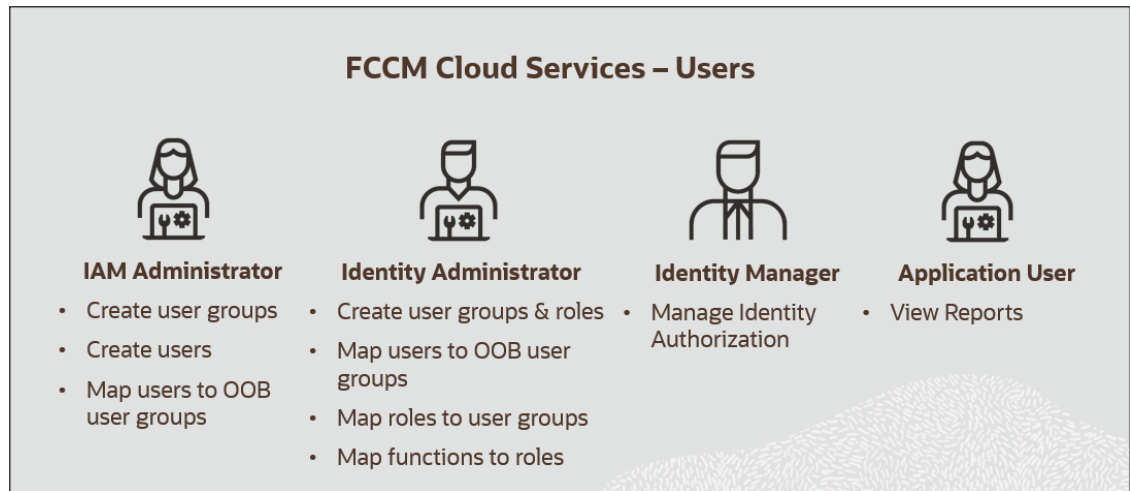 FCCM Cloud Services – Users
IAM Administrator
• Create user groups
• Create users
• Map users to OOB
user groups
Identity Administrator
• Create user groups & roles
• Map users to OOB user
groups
• Map roles to user groups
• Map functions to roles
Identity Manager
• Manage Identity
Authorization
Application User
• View Reports